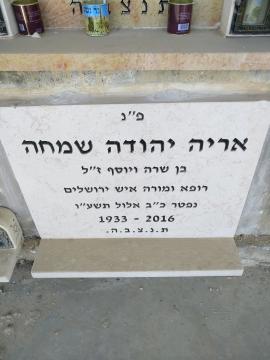 ת נ צ ב ה
פ"נ
אריה יהודה שמחה
בן שרה ויוסף ז"ל
רופא ומורה איש ירושלים
נפטר כ"ב אלול תשע"ו
1933 - 2016
ת.נ.צ.ב.ה.